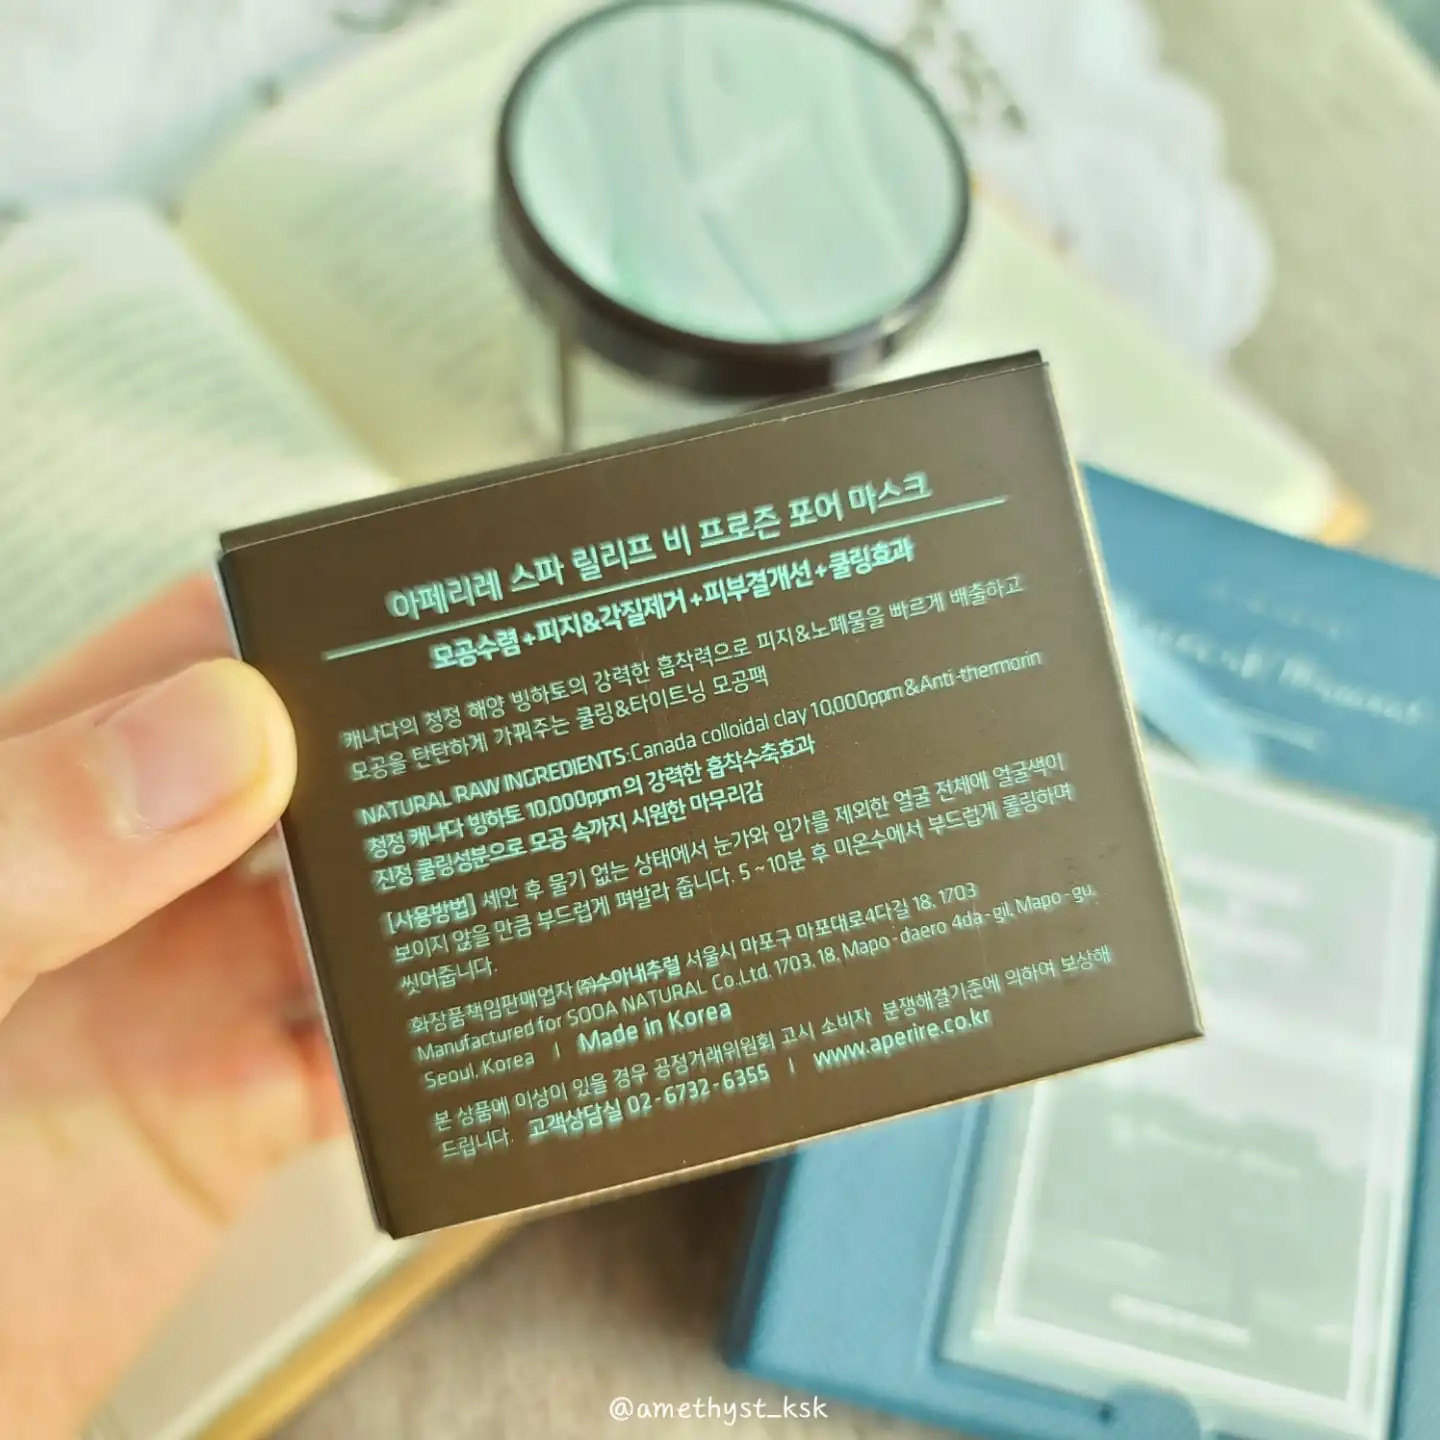 아페리레 스파 릴리프 비 프로즌 포어 마스크
모공수렴+피지&각질제거+피부결개선+쿨링효과
캐나다의 청정 해양 빙하토의 강력한 흡착력으로 피지&노폐물을 빠르게 배출하고
모공을 탄탄하게 가꿔주는 쿨링&타이트닝 모공팩
NATURAL RAW INGREDIENTS:Canada colloidal clay 10,000ppm&Anti-thermorin
청정 캐나다 빙하토 10,000ppm의 강력한 흡착수축효과
진정 쿨링성분으로 모공 속까지 시원한 마무리감
[사용방법] 세안 후 물기 없는 상태에서 눈가와 입가를 제외한 얼굴 전체에 얼굴색이
보이지 않을 만큼 부드럽게 펴발라 줍니다. 5~10분 후 미온수에서 부드럽게 롤링하며
씻어줍니다.
화장품책임판매업자 ㈜수아내추럴 서울시 마포구 마포대로4다길 18, 1703
Manufactured for SOOA NATURAL Co.,Ltd. 1703, 18, Mapo-daero 4da-gil, Mapo-gu,
Seoul, Korea | Made in Korea
본 상품에 이상이 있을 경우 공정거래위원회 고시 소비자 분쟁해결기준에 의하여 보상해
드립니다. 고객상담실 02-6732-6355 | www.aperire.co.kr
@amethyst_ksk